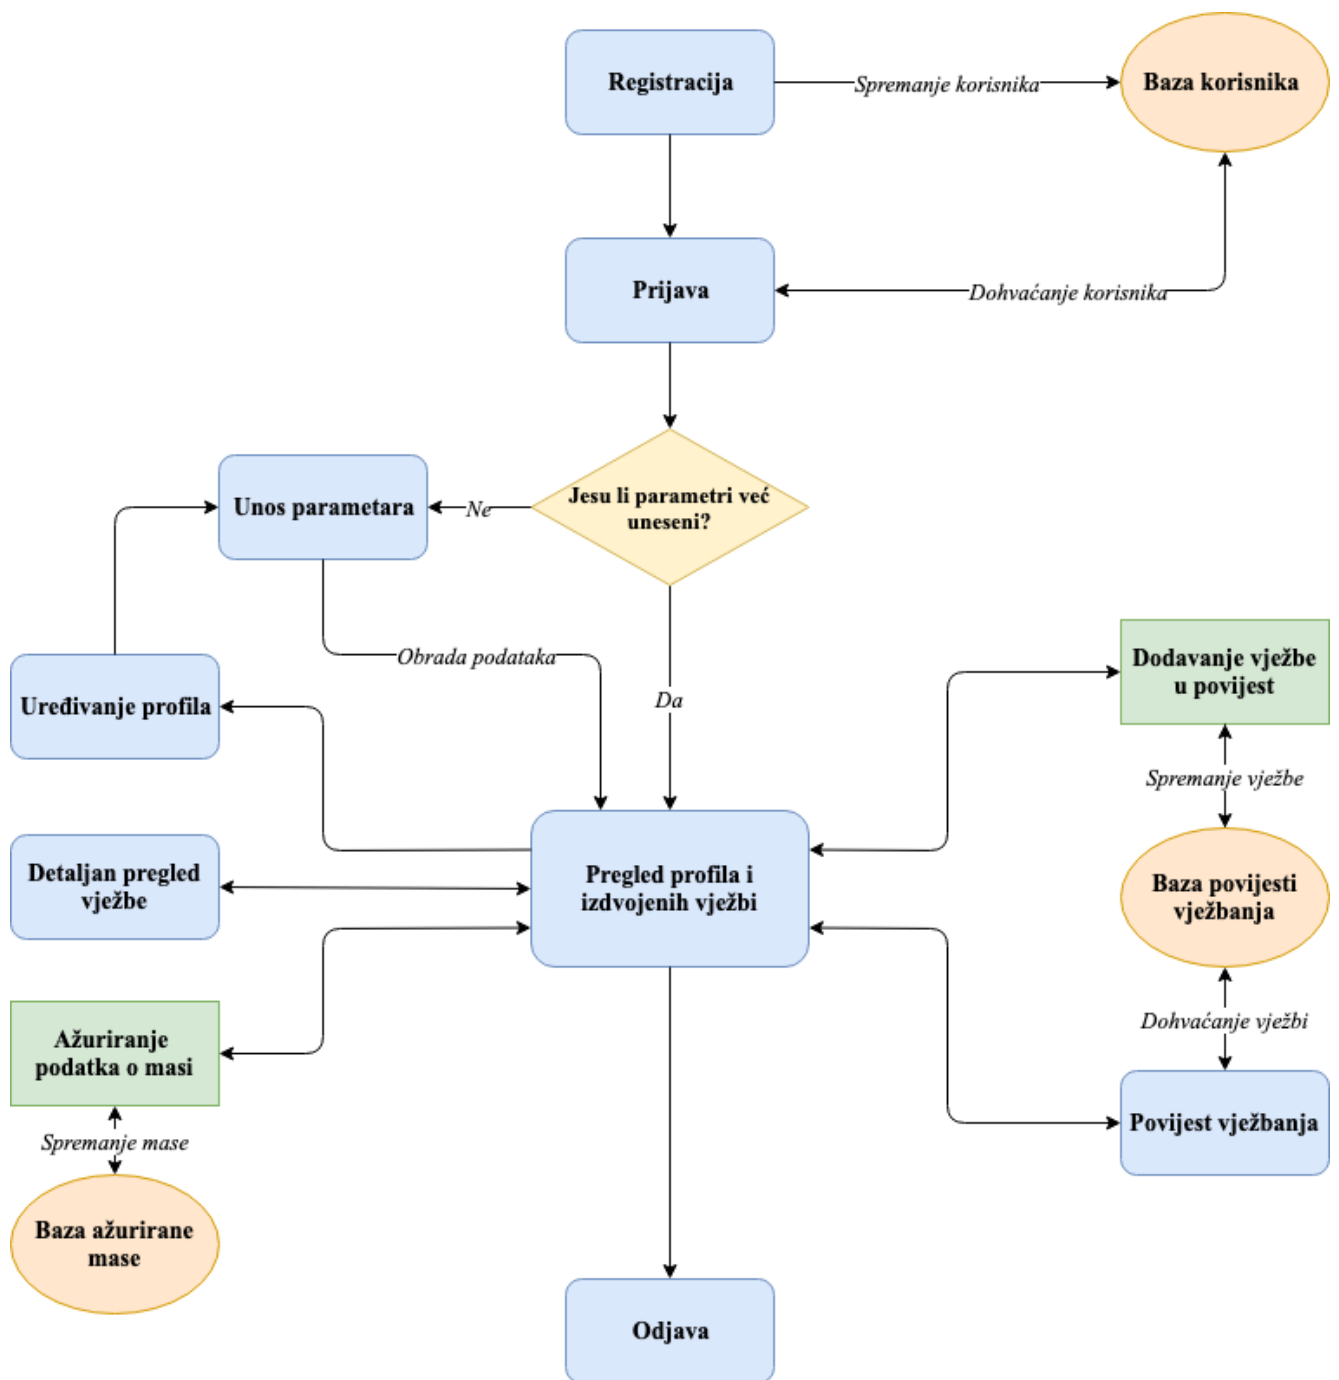 Registracija
Spremanje korisnika
Baza korisnika
Prijava
Dohvaćanje korisnika
Jesu li parametri već
uneseni?
Ne
Unos parametara
Obrada podataka
Da
Uređivanje profila
Dodavanje vježbe
u povijest
Spremanje vježbe
Detaljan pregled
vježbe
Pregled profila i
izdvojenih vježbi
Baza povijesti
vježbanja
Dohvaćanje vježbi
Ažuriranje
podatka o masi
Povijest vježbanja
Spremanje mase
Baza ažurirane
mase
Odjava